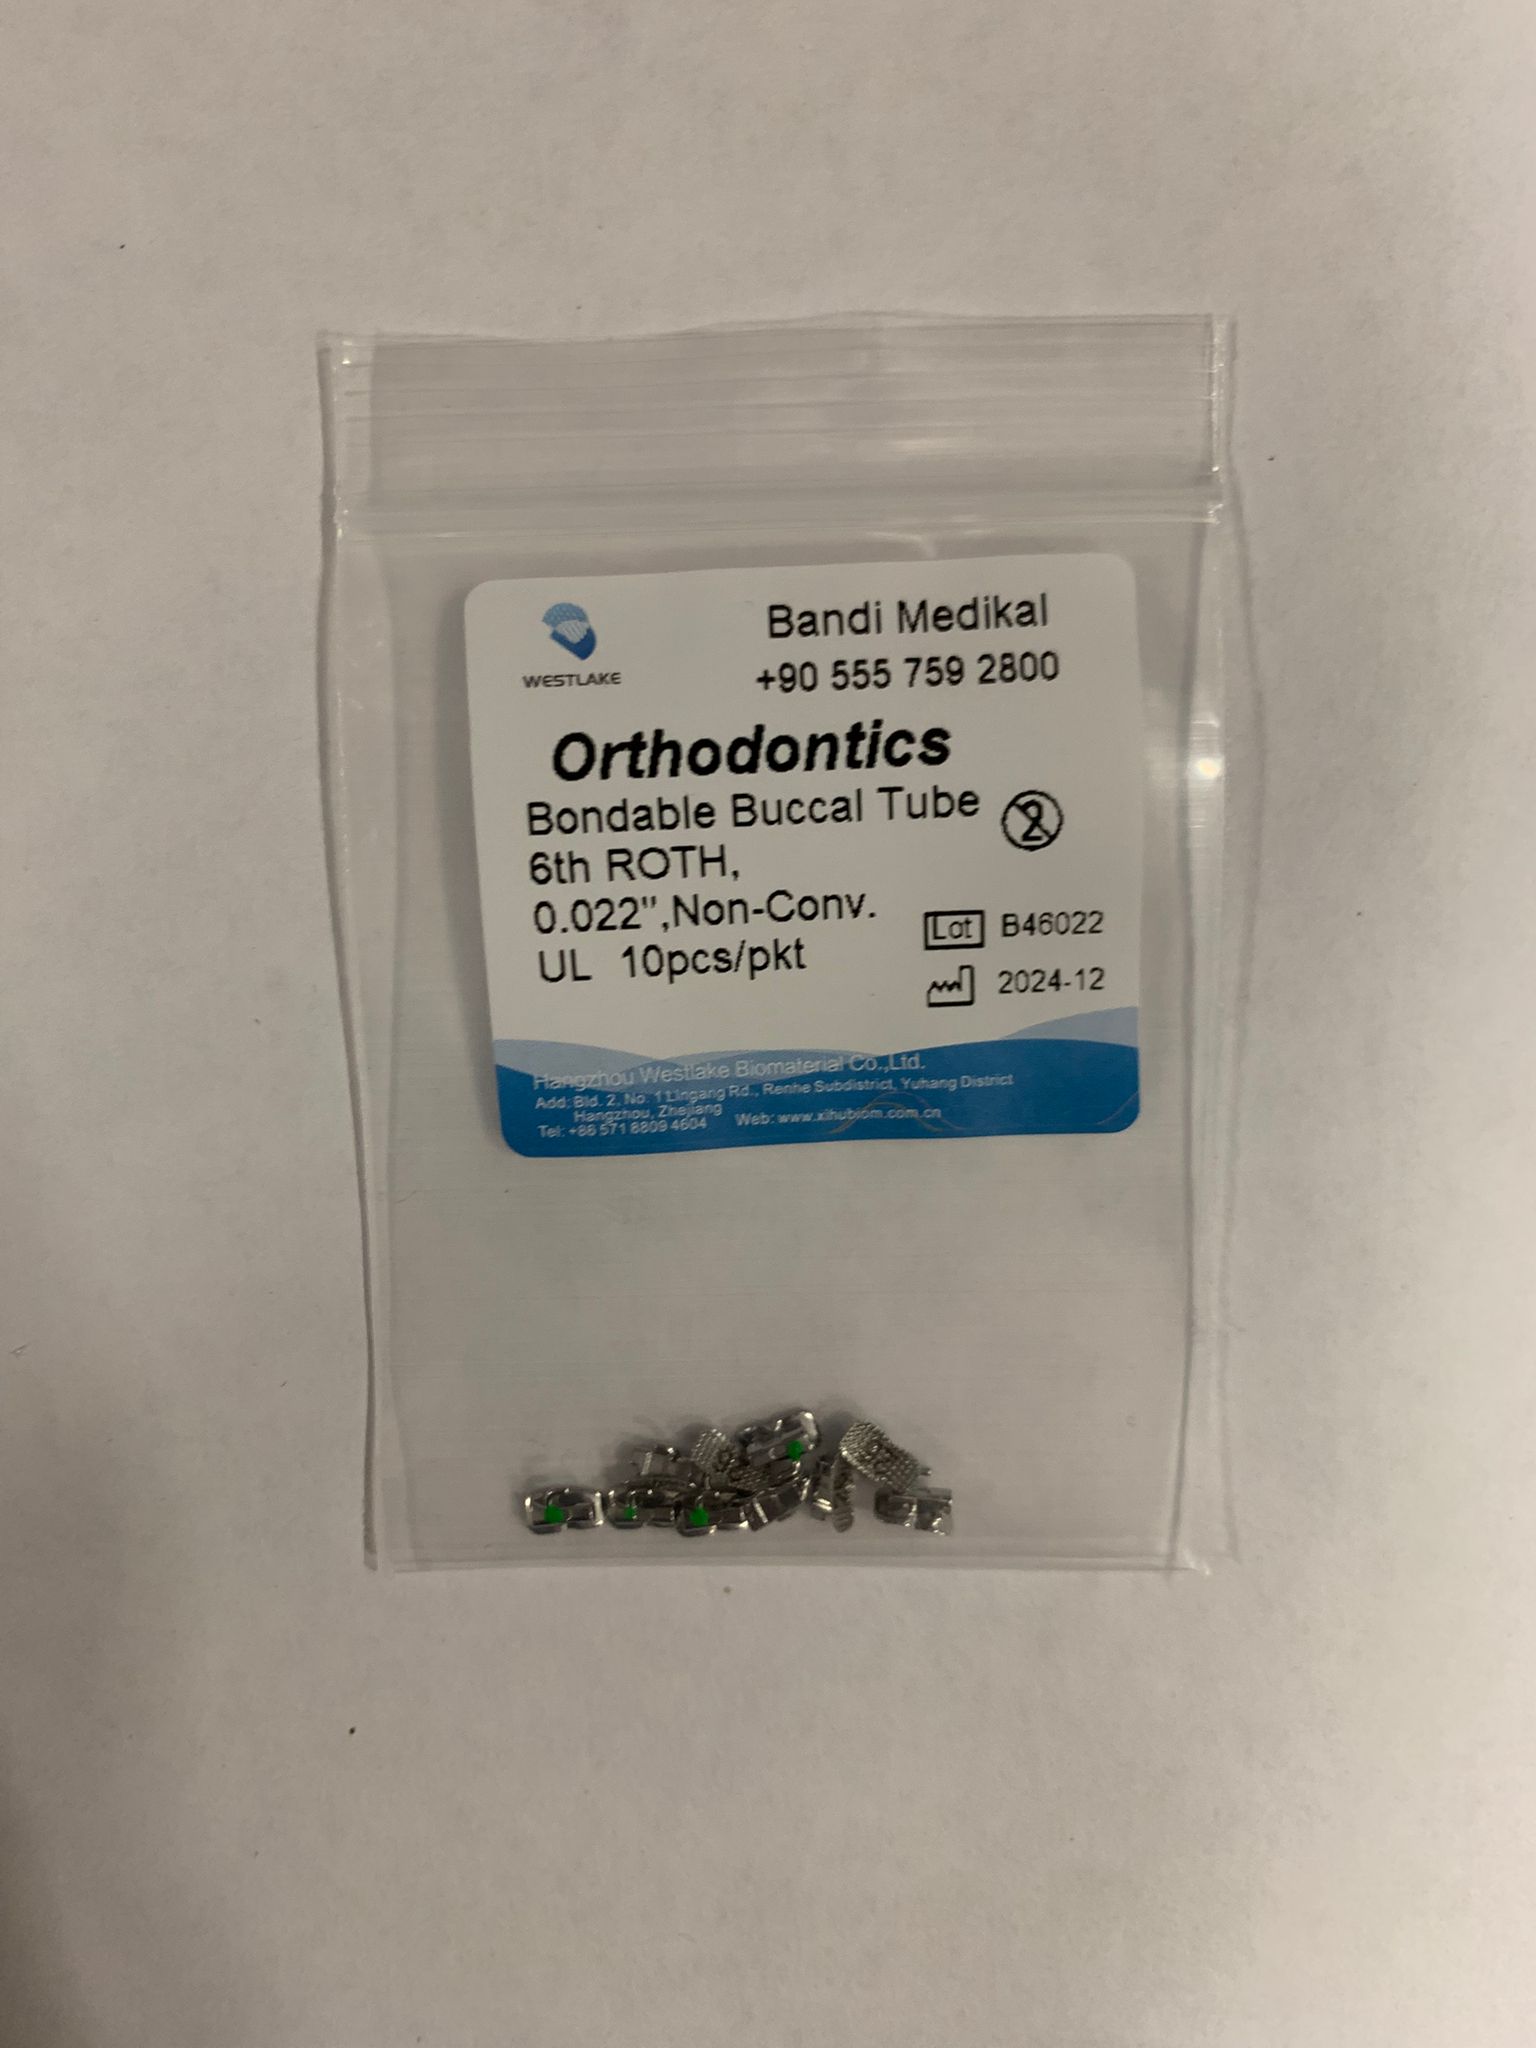 WESTLAKE
Bandi Medikal
+90 555 759 2800
Orthodontics
Bondable Buccal Tube
2
6th ROTH,
0.022",Non-Conv.
UL 10pcs/pkt
Lot B46022
2024-12
Hangzhou Westlake Biomaterial Co.,Ltd.
Add: Bld. 2, No. 1 Lingang Rd., Renhe Subdistrict, Yuhang District
Hangzhou, Zhejiang
Tel: +86 571 8809 4604 Web: www.xihubiom.com.cn